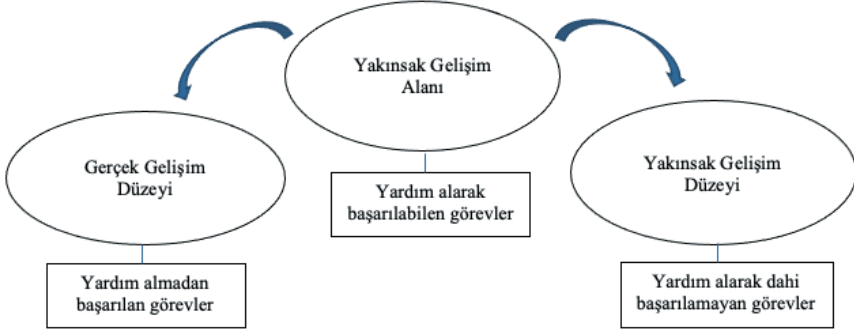 Yakınsak Gelişim
Alanı
Gerçek Gelişim
Düzeyi
Yakınsak Gelişim
Düzeyi
Yardım alarak
başarılabilen görevler
Yardım almadan
başarılan görevler
Yardım alarak dahi
başarılamayan görevler